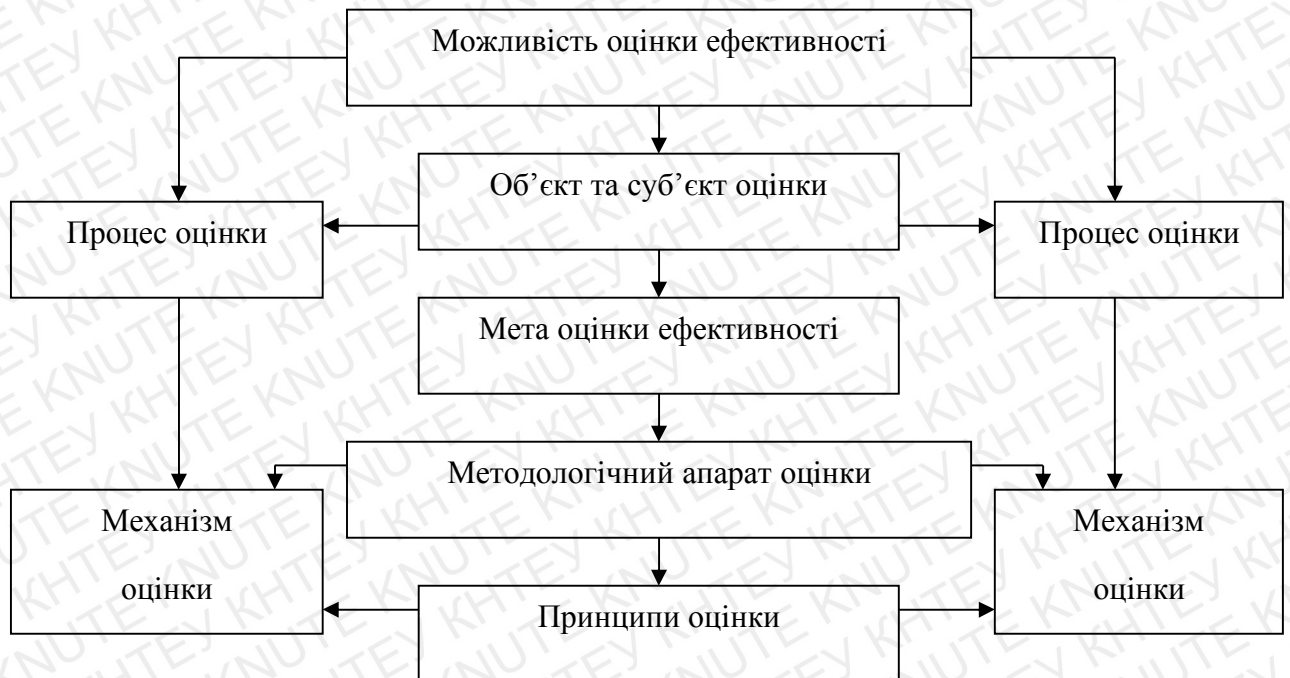 Можливість оцінки ефективності
Об’єкт та суб’єкт оцінки
Процес оцінки
Процес оцінки
Мета оцінки ефективності
Методологічний апарат оцінки
Механізм
оцінки
Механізм
оцінки
Принципи оцінки